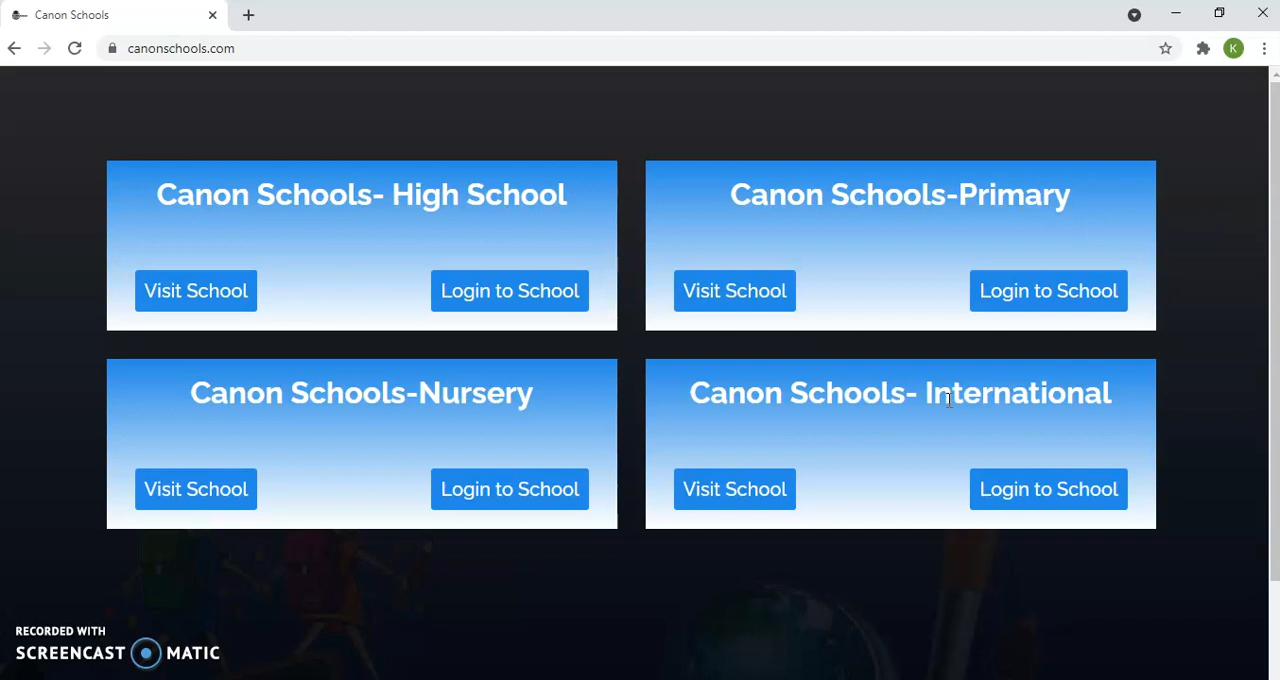 Canon Schools
canonschools.com
K
Canon Schools- High School
Visit School
Login to School
Canon Schools-Primary
Visit School
Login to School
Canon Schools-Nursery
Visit School
Login to School
Canon Schools- International
Visit School
Login to School
RECORDED WITH
SCREENCAST MATIC